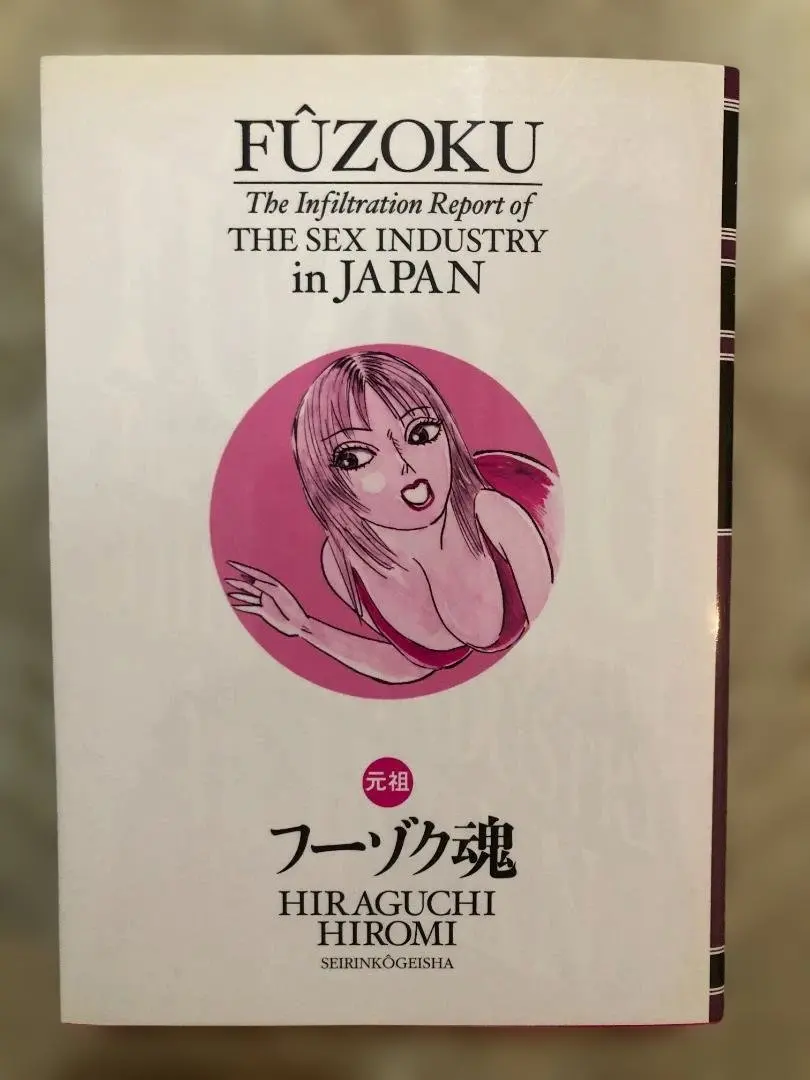 FÛZOKU
The Infiltration Report of
THE SEX INDUSTRY
in JAPAN
元祖
フーゾク魂
HIRAGUCHI
HIROMI
SEIRINKÔGEISHA